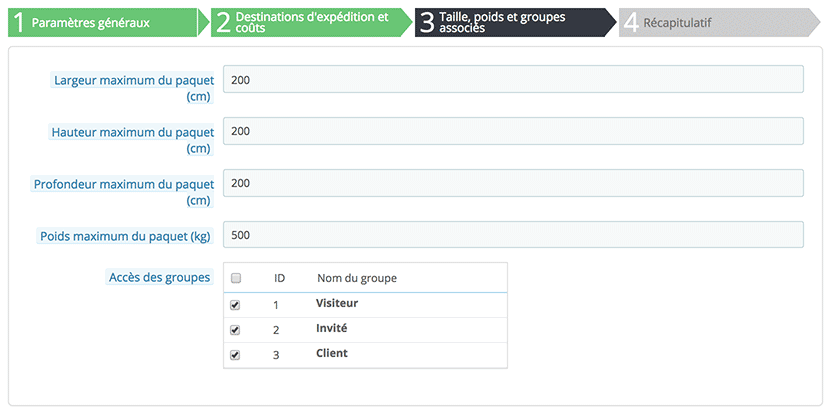 1 Paramètres généraux
2 Destinations d'expédition et
coûts
3 Taille, poids et groupes
associés
4 Récapitulatif
Largeur maximum du paquet
(cm)
200
Hauteur maximum du paquet
(cm)
200
Profondeur maximum du paquet
(cm)
200
Poids maximum du paquet (kg)
500
Accès des groupes
ID Nom du groupe
1 Visiteur
2 Invité
3 Client